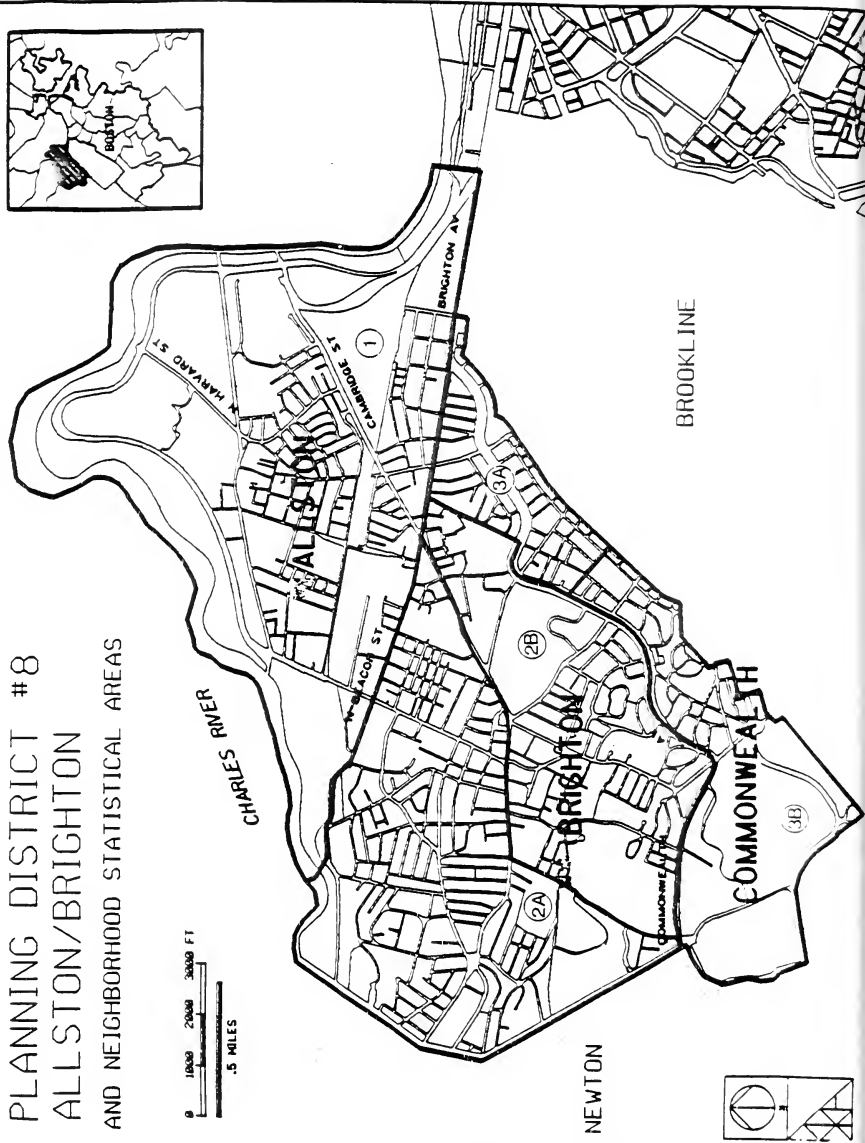 PLANNING DISTRICT #8
ALLSTON/BRIGHTON
AND NEIGHBORHOOD STATISTICAL AREAS
0 1000 2000 3000 FT
.5 MILES
BOSTON
CHARLES RIVER
N HARVARD ST
CAMBRIDGE ST
1
BRIGHTON AV
ALLSTON
N BEACON ST
3A
2B
BRIGHTON
2A
COMMONWEALTH
COMMONWEALTH
3B
BROOKLINE
NEWTON